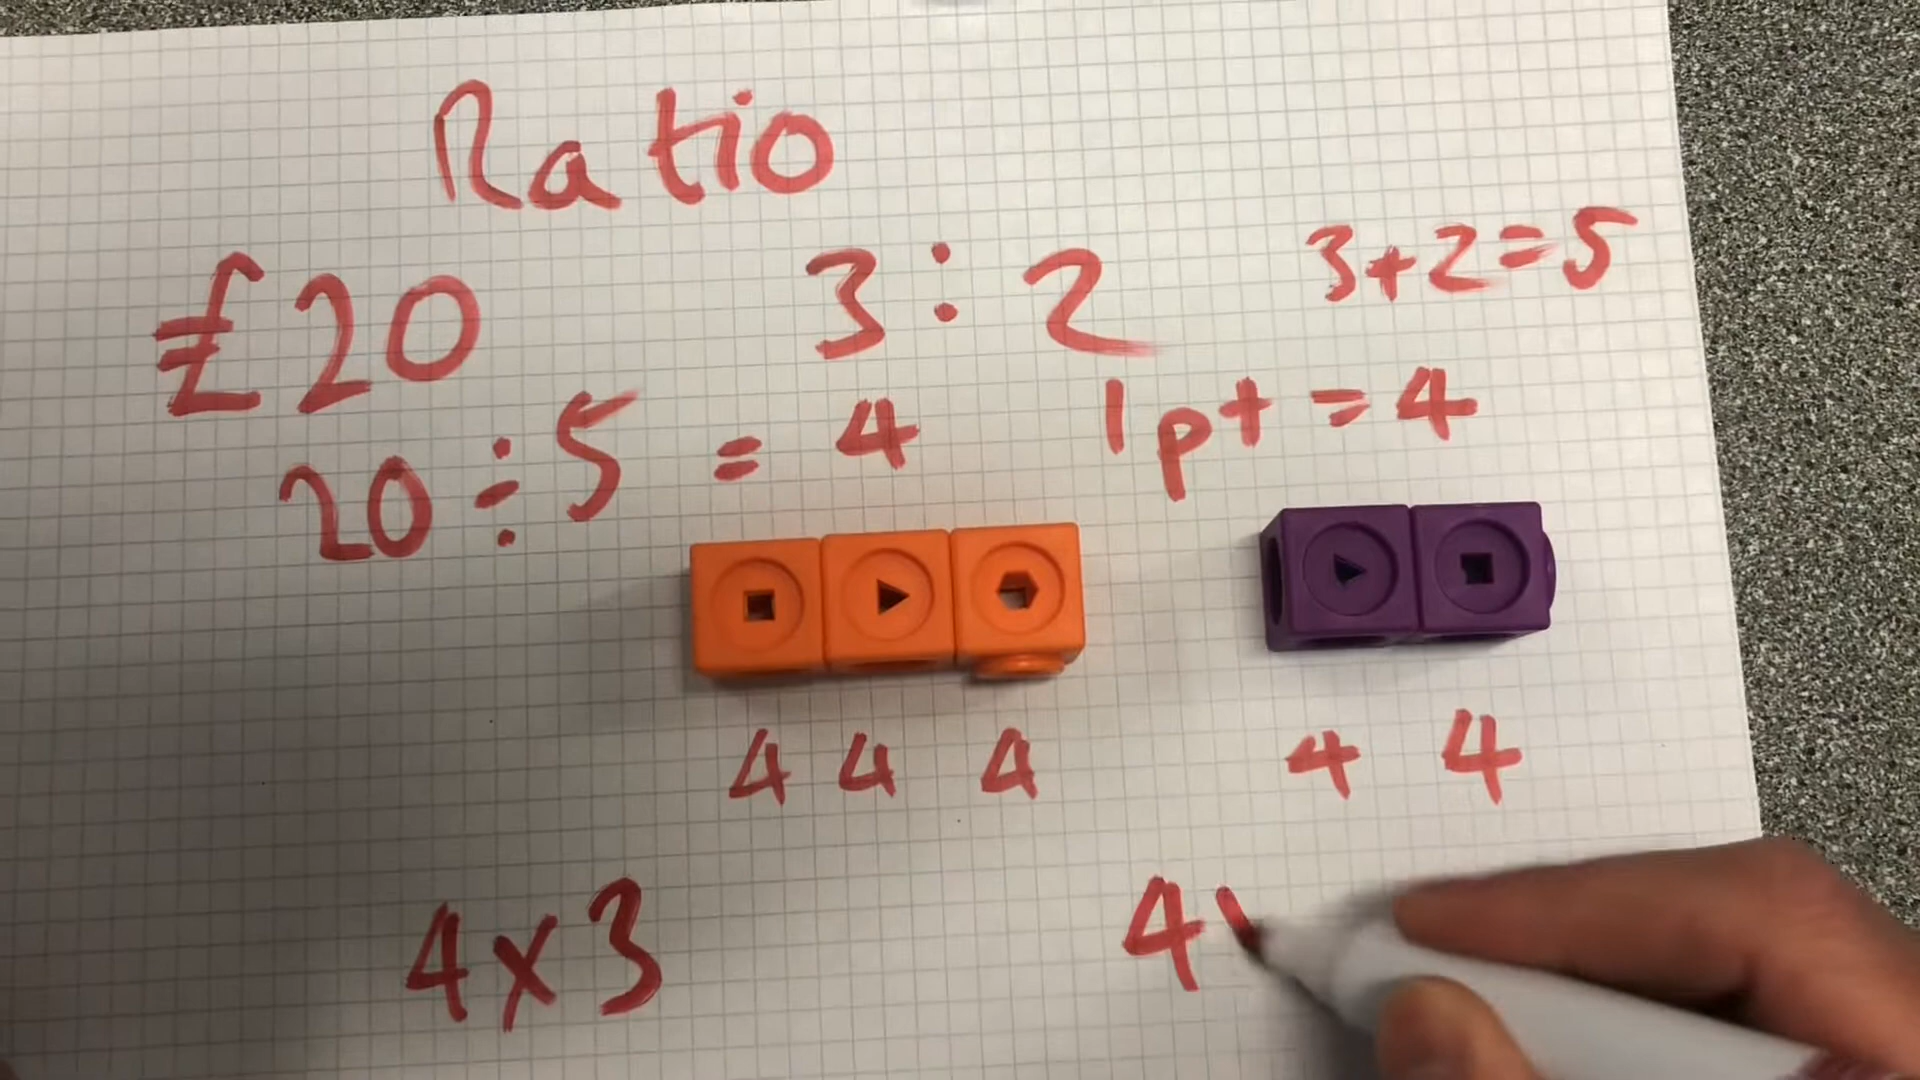 Ratio
£20 3:2 3+2=5
20÷5 = 4 1pt = 4
4 4 4 4 4
4x3 4